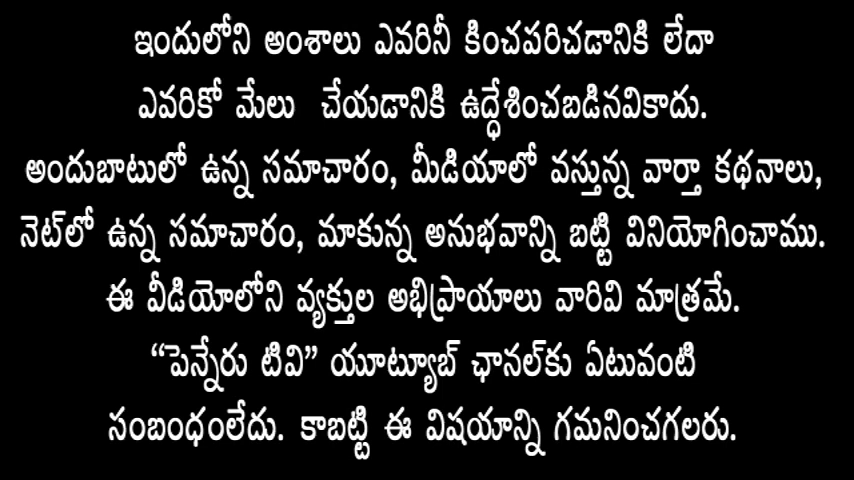 ఇందులోని అంశాలు ఎవరినీ కించపరిచడానికి లేదా
ఎవరికో మేలు చేయడానికి ఉద్ధేశించబడినవికాదు.
అందుబాటులో ఉన్న సమాచారం, మీడియాలో వస్తున్న వార్తా కథనాలు,
నెట్‌లో ఉన్న సమాచారం, మాకున్న అనుభవాన్ని బట్టి వినియోగించాము.
ఈ వీడియోలోని వ్యక్తుల అభిప్రాయాలు వారివి మాత్రమే.
“పెన్నేరు టివి” యూట్యూబ్ ఛానల్‌కు ఏటువంటి
సంబంధంలేదు. కాబట్టి ఈ విషయాన్ని గమనించగలరు.